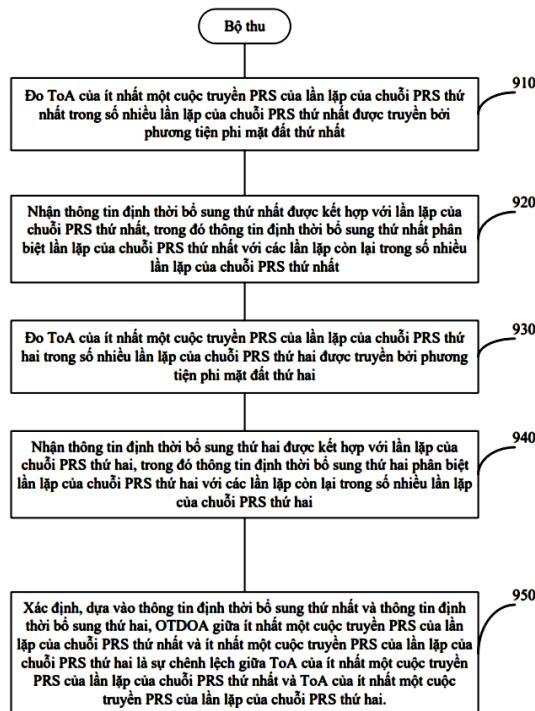 Bộ thu
910
Đo ToA của ít nhất một cuộc truyền PRS của lần lặp của chuỗi PRS thứ
nhất trong số nhiều lần lặp của chuỗi PRS thứ nhất được truyền bởi
phương tiện phi mặt đất thứ nhất
920
Nhận thông tin định thời bổ sung thứ nhất được kết hợp với lần lặp của
chuỗi PRS thứ nhất, trong đó thông tin định thời bổ sung thứ nhất phân
biệt lần lặp của chuỗi PRS thứ nhất với các lần lặp còn lại trong số nhiều
lần lặp của chuỗi PRS thứ nhất
930
Đo ToA của ít nhất một cuộc truyền PRS của lần lặp của chuỗi PRS thứ
hai trong số nhiều lần lặp của chuỗi PRS thứ hai được truyền bởi phương
tiện phi mặt đất thứ hai
940
Nhận thông tin định thời bổ sung thứ hai được kết hợp với lần lặp của
chuỗi PRS thứ hai, trong đó thông tin định thời bổ sung thứ hai phân biệt
lần lặp của chuỗi PRS thứ hai với các lần lặp còn lại trong số nhiều lần lặp
của chuỗi PRS thứ hai
950
Xác định, dựa vào thông tin định thời bổ sung thứ nhất và thông tin định
thời bổ sung thứ hai, OTDOA giữa ít nhất một cuộc truyền PRS của lần
lặp của chuỗi PRS thứ nhất và ít nhất một cuộc truyền PRS của lần lặp của
chuỗi PRS thứ hai là sự chênh lệch giữa ToA của ít nhất một cuộc truyền
PRS của lần lặp của chuỗi PRS thứ nhất và ToA của ít nhất một cuộc
truyền PRS của lần lặp của chuỗi PRS thứ hai.